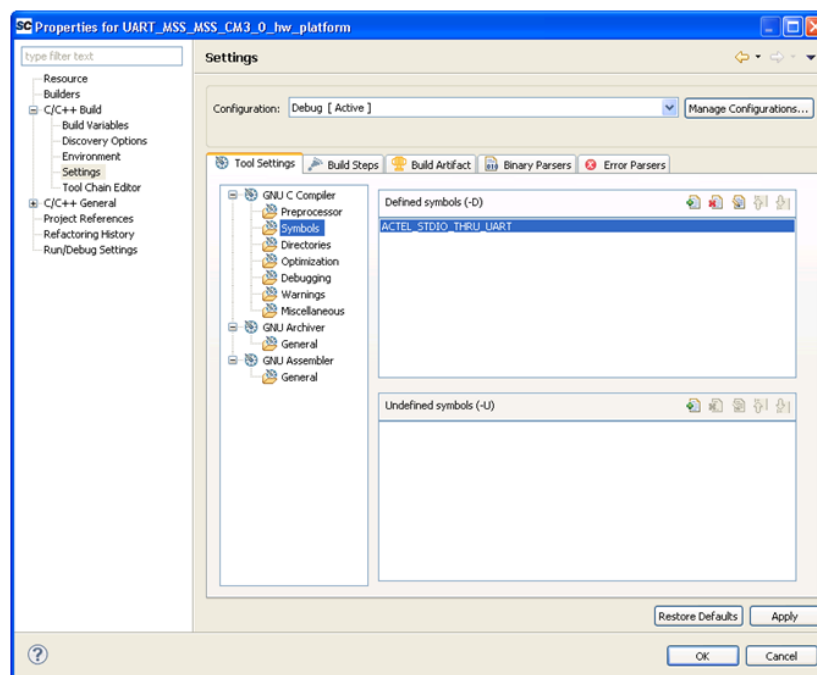 SC Properties for UART_MSS_MSS_CM3_0_hw_platform
type filter text
Resource
Builders
C/C++ Build
Build Variables
Discovery Options
Environment
Settings
Tool Chain Editor
C/C++ General
Project References
Refactoring History
Run/Debug Settings
Settings
Configuration: Debug [ Active ] Manage Configurations...
Tool Settings Build Steps Build Artifact Binary Parsers Error Parsers
GNU C Compiler
Preprocessor
Symbols
Directories
Optimization
Debugging
Warnings
Miscellaneous
GNU Archiver
General
GNU Assembler
General
Defined symbols (-D)
ACTEL_STDIO_THRU_UART
Undefined symbols (-U)
Restore Defaults Apply
OK Cancel